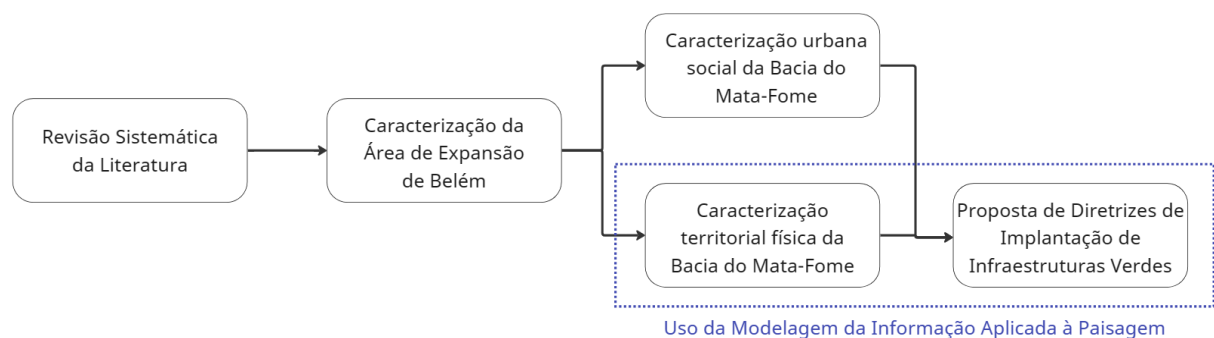 Revisão Sistemática
da Literatura
Caracterização da
Área de Expansão
de Belém
Caracterização urbana
social da Bacia do
Mata-Fome
Caracterização
territorial física da
Bacia do Mata-Fome
Proposta de Diretrizes de
Implantação de
Infraestruturas Verdes
Uso da Modelagem da Informação Aplicada à Paisagem